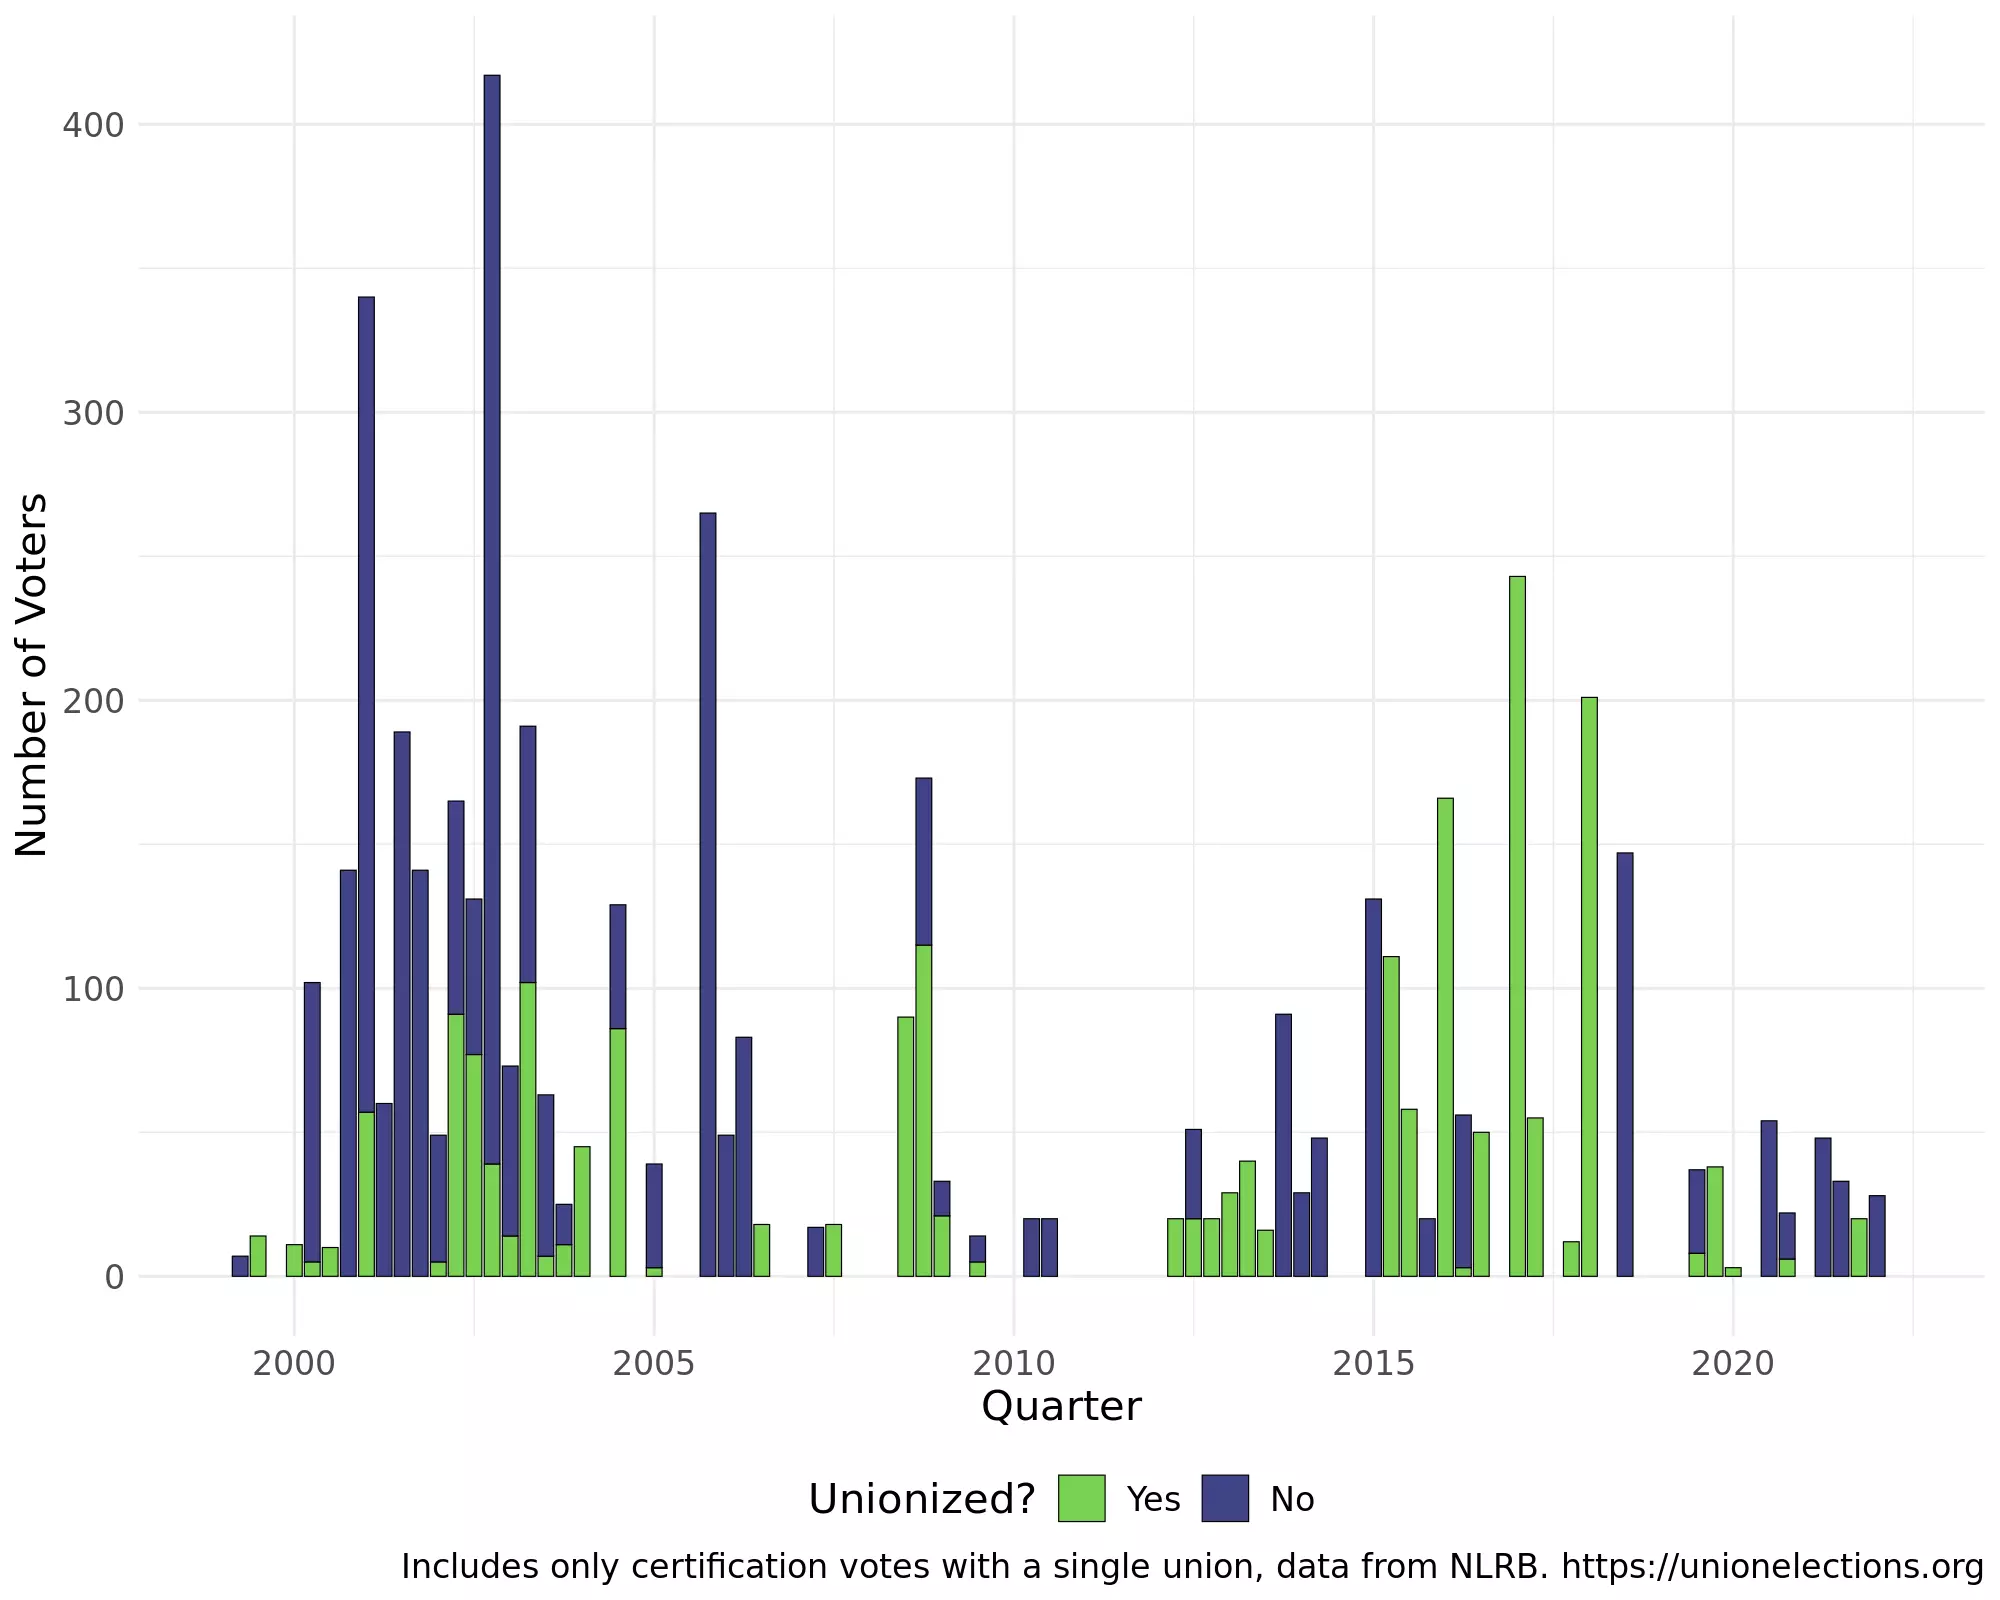 Number of Voters
400
300
200
100
0
2000 2005 2010 2015 2020
Quarter
Unionized? Yes No
Includes only certification votes with a single union, data from NLRB. https://unionelections.org